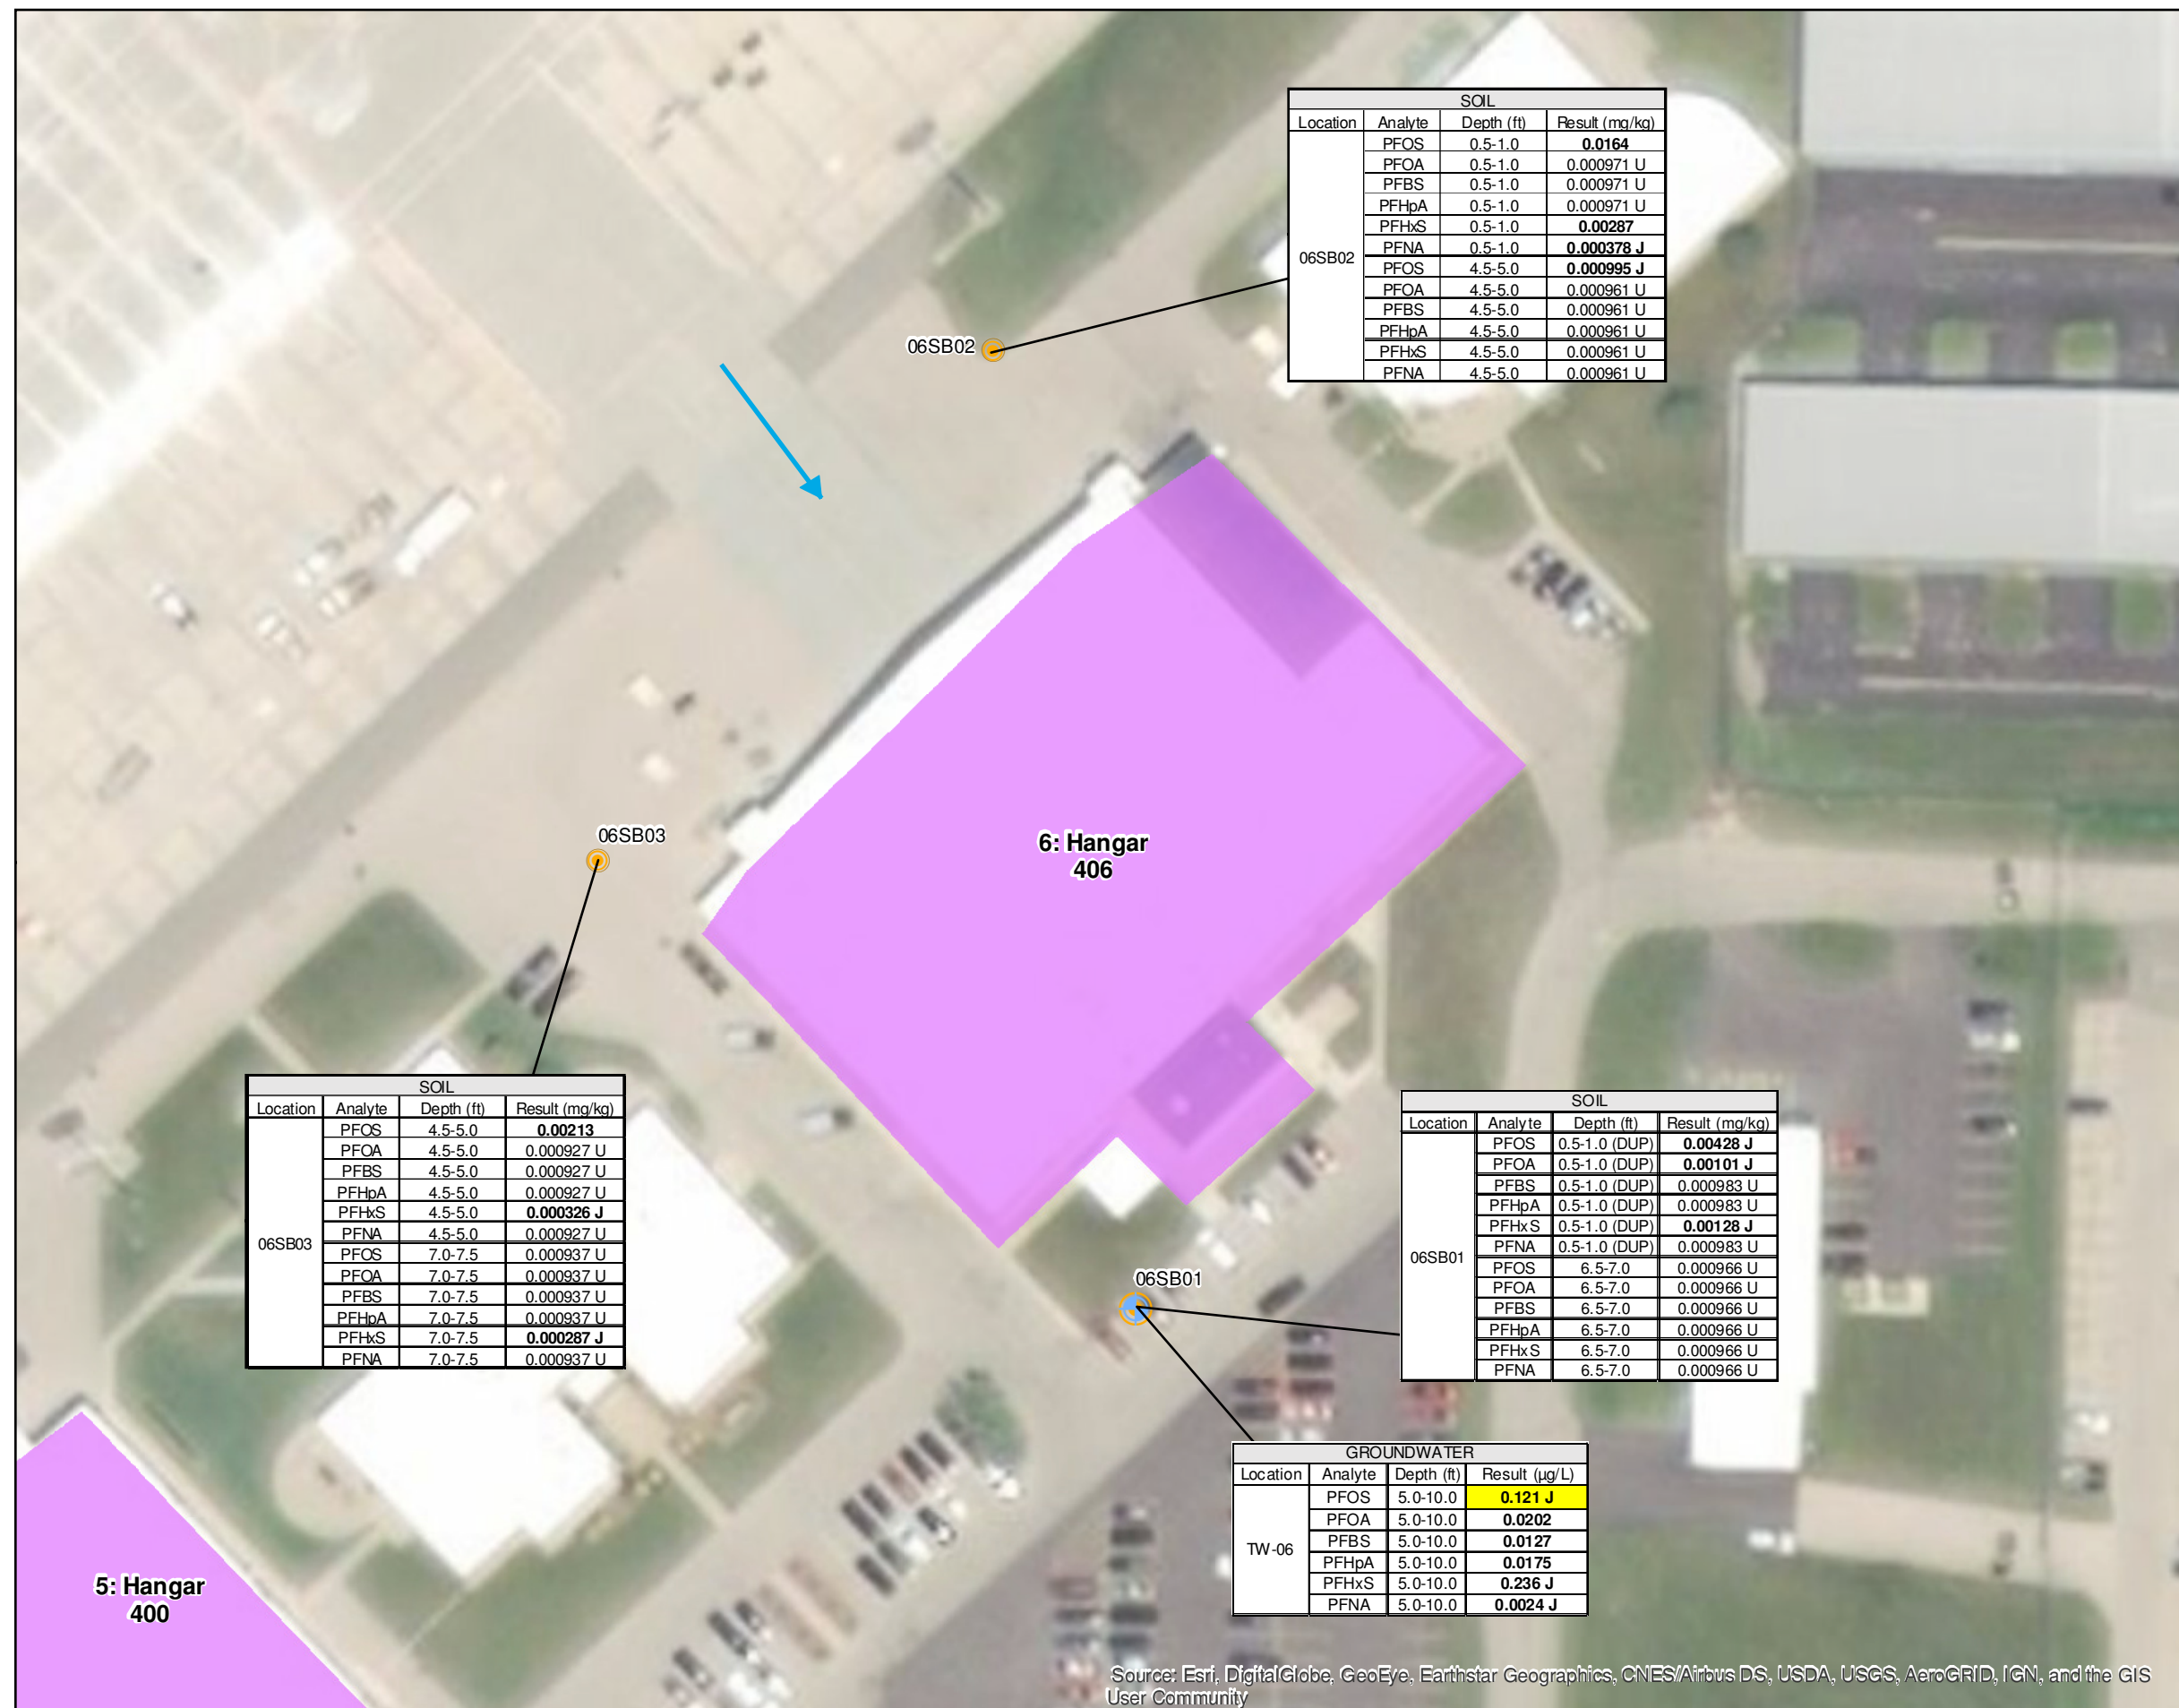 SOIL
Location Analyte Depth (ft) Result (mg/kg)
06SB02
PFOS 0.5-1.0 0.0164
PFOA 0.5-1.0 0.000971 U
PFBS 0.5-1.0 0.000971 U
PFHpA 0.5-1.0 0.000971 U
PFHxS 0.5-1.0 0.00287
PFNA 0.5-1.0 0.000378 J
PFOS 4.5-5.0 0.000995 J
PFOA 4.5-5.0 0.000961 U
PFBS 4.5-5.0 0.000961 U
PFHpA 4.5-5.0 0.000961 U
PFHxS 4.5-5.0 0.000961 U
PFNA 4.5-5.0 0.000961 U
06SB02
06SB03
6: Hangar
406
SOIL
Location Analyte Depth (ft) Result (mg/kg)
06SB03
PFOS 4.5-5.0 0.00213
PFOA 4.5-5.0 0.000927 U
PFBS 4.5-5.0 0.000927 U
PFHpA 4.5-5.0 0.000927 U
PFHxS 4.5-5.0 0.000326 J
PFNA 4.5-5.0 0.000927 U
PFOS 7.0-7.5 0.000937 U
PFOA 7.0-7.5 0.000937 U
PFBS 7.0-7.5 0.000937 U
PFHpA 7.0-7.5 0.000937 U
PFHxS 7.0-7.5 0.000287 J
PFNA 7.0-7.5 0.000937 U
SOIL
Location Analyte Depth (ft) Result (mg/kg)
06SB01
PFOS 0.5-1.0 (DUP) 0.00428 J
PFOA 0.5-1.0 (DUP) 0.00101 J
PFBS 0.5-1.0 (DUP) 0.000983 U
PFHpA 0.5-1.0 (DUP) 0.000983 U
PFHxS 0.5-1.0 (DUP) 0.00128 J
PFNA 0.5-1.0 (DUP) 0.000983 U
PFOS 6.5-7.0 0.000966 U
PFOA 6.5-7.0 0.000966 U
PFBS 6.5-7.0 0.000966 U
PFHpA 6.5-7.0 0.000966 U
PFHxS 6.5-7.0 0.000966 U
PFNA 6.5-7.0 0.000966 U
06SB01
GROUNDWATER
Location Analyte Depth (ft) Result (µg/L)
TW-06
PFOS 5.0-10.0 0.121 J
PFOA 5.0-10.0 0.0202
PFBS 5.0-10.0 0.0127
PFHpA 5.0-10.0 0.0175
PFHxS 5.0-10.0 0.236 J
PFNA 5.0-10.0 0.0024 J
5: Hangar
400
Source: Esri, DigitalGlobe, GeoEye, Earthstar Geographics, CNES/Airbus DS, USDA, USGS, AeroGRID, IGN, and the GIS
User Community